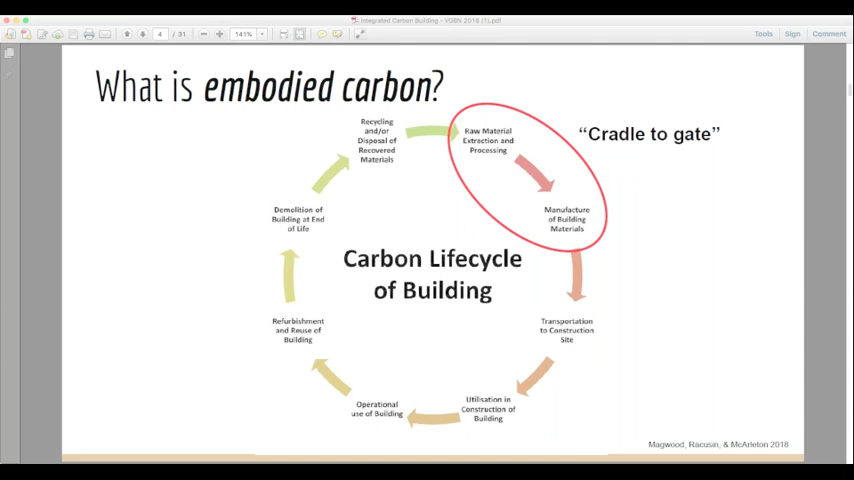 Integrated Carbon Building - VGBN 2018 (1).pdf
4 / 31
141%
Tools
Sign
Comment
What is embodied carbon?
"Cradle to gate"
Recycling
and/or
Disposal of
Recovered
Materials
Raw Material
Extraction and
Processing
Manufacture
of Building
Materials
Transportation
to Construction
Site
Utilisation in
Construction of
Building
Operational
use of Building
Refurbishment
and Reuse of
Building
Demolition of
Building at End
of Life
Carbon Lifecycle
of Building
Magwood, Racusin, & McArleton 2018